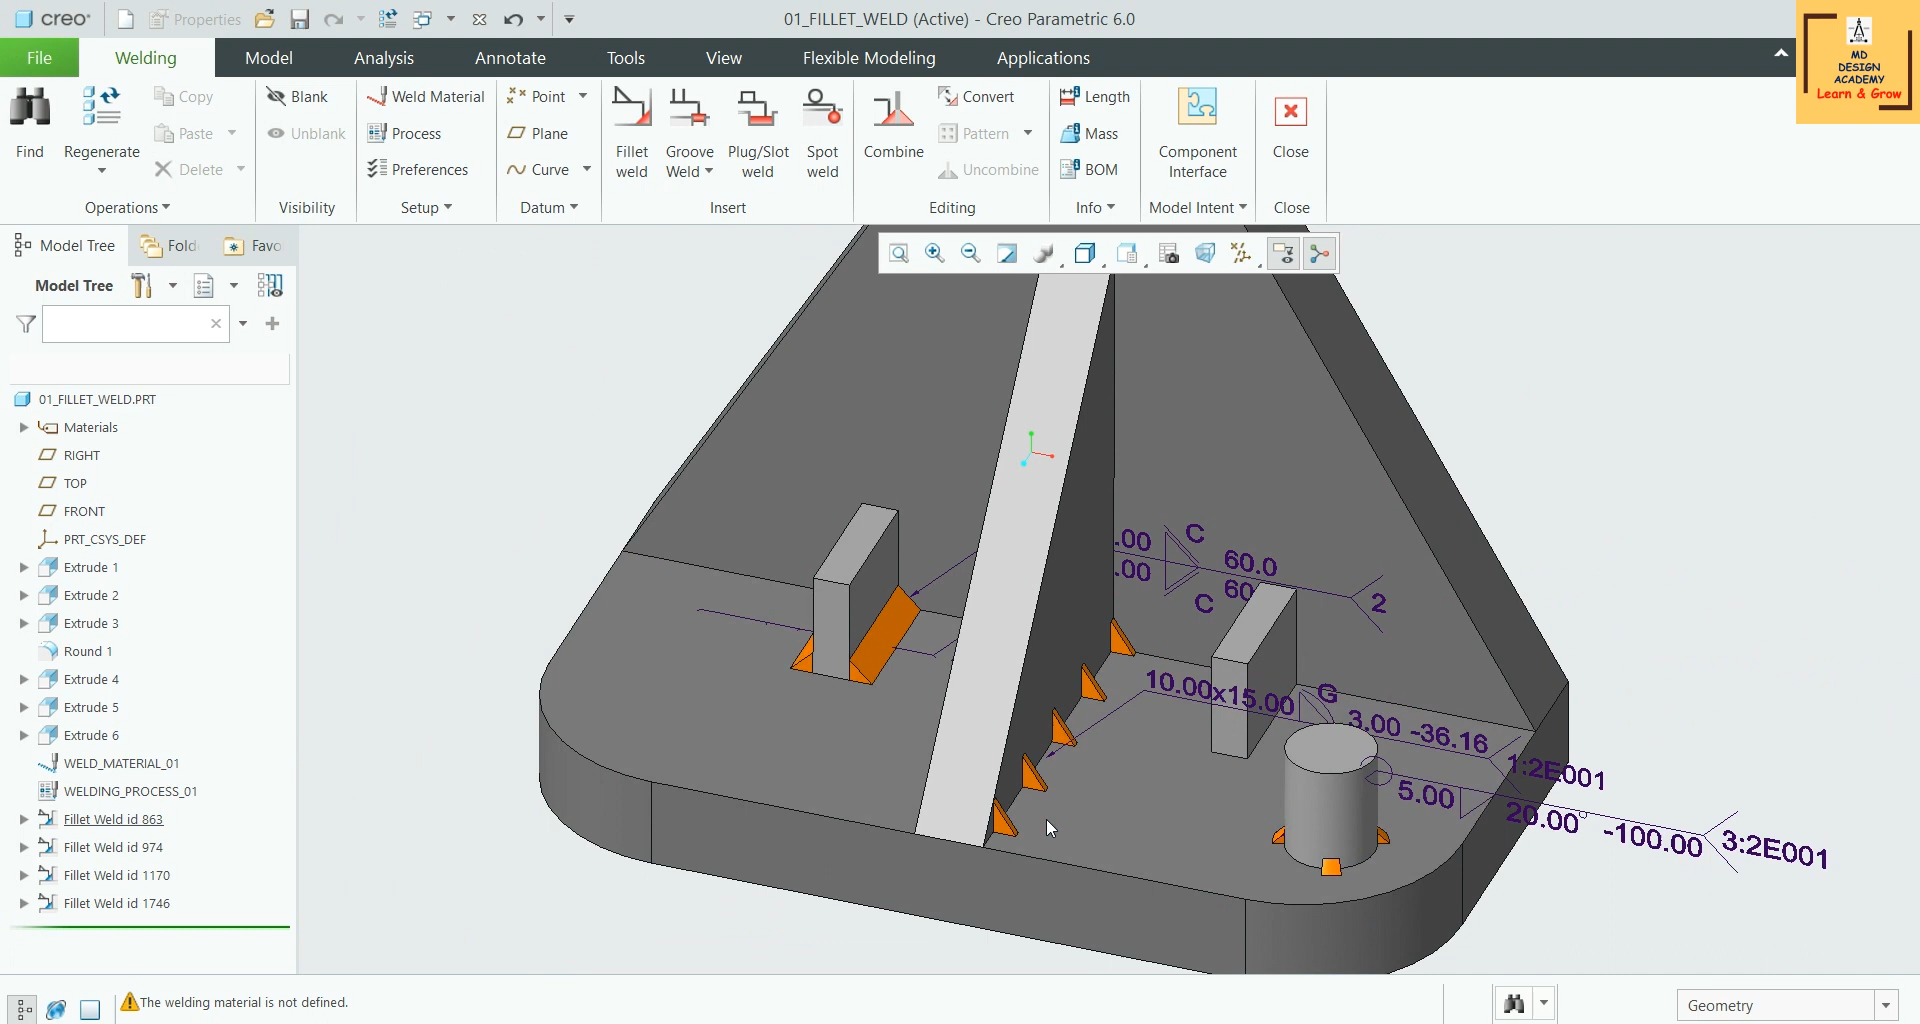 creo
Properties
01_FILLET_WELD (Active) - Creo Parametric 6.0
MD
DESIGN
ACADEMY
Learn & Grow
File
Welding
Model
Analysis
Annotate
Tools
View
Flexible Modeling
Applications
Find
Regenerate
Copy
Paste
Delete
Operations
Blank
Unblank
Visibility
Weld Material
Process
Preferences
Setup
Point
Plane
Curve
Datum
Fillet
weld
Groove
Weld
Plug/Slot
weld
Spot
weld
Insert
Combine
Convert
Pattern
Uncombine
Editing
Length
Mass
BOM
Info
Component
Interface
Model Intent
Close
Close
Model Tree
Fold
Favo
Model Tree
01_FILLET_WELD.PRT
Materials
RIGHT
TOP
FRONT
PRT_CSYS_DEF
Extrude 1
Extrude 2
Extrude 3
Round 1
Extrude 4
Extrude 5
Extrude 6
WELD_MATERIAL_01
WELDING_PROCESS_01
Fillet Weld id 863
Fillet Weld id 974
Fillet Weld id 1170
Fillet Weld id 1746
.00 C 60.0
.00 C 60 2
10.00x15.00 G 3.00 -36.16 1:2E001
5.00 20.00° -100.00 3:2E001
The welding material is not defined.
Geometry